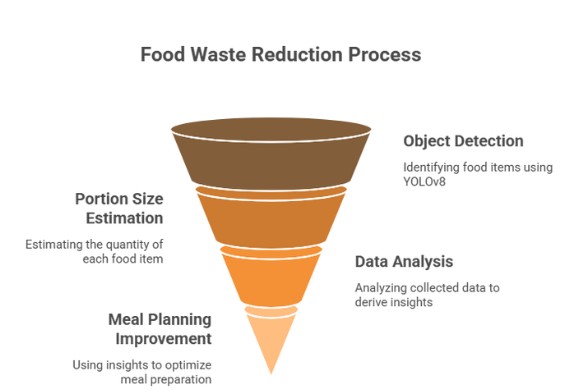 Food Waste Reduction Process
Object Detection
Identifying food items using
YOLOv8
Portion Size
Estimation
Estimating the quantity of
each food item
Data Analysis
Analyzing collected data to
derive insights
Meal Planning
Improvement
Using insights to optimize
meal preparation